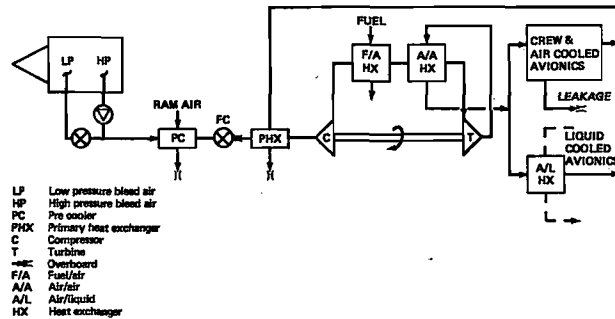 FUEL
LP
HP
F/A
HX
A/A
HX
CREW &
AIR COOLED
AVIONICS
RAM AIR
FC
LEAKAGE
PC
PHX
C
T
LIQUID
COOLED
AVIONICS
A/L
HX
LP Low pressure bleed air
HP High pressure bleed air
PC Pre cooler
PHX Primary heat exchanger
C Compressor
T Turbine
Overboard
F/A Fuel/air
A/A Air/air
A/L Air/liquid
HX Heat exchanger